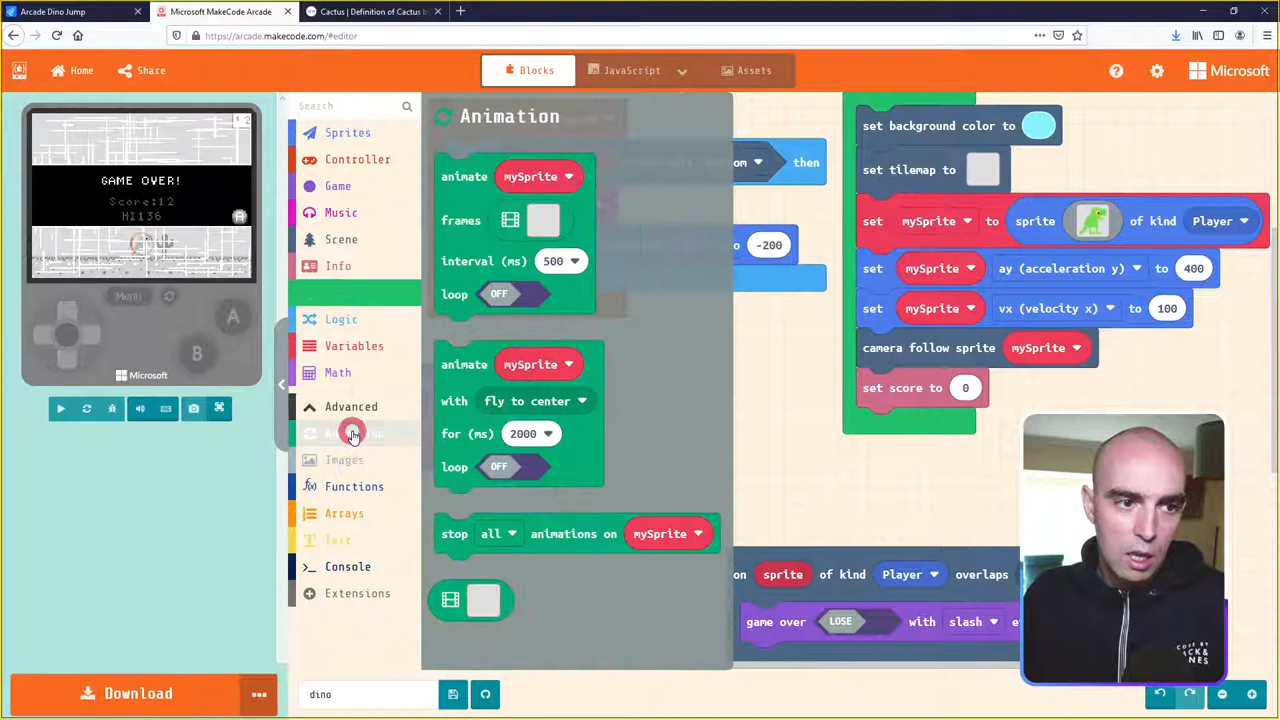 Arcade Dino Jump
Microsoft MakeCode Arcade
Cactus | Definition of Cactus b
https://arcade.makecode.com/#editor
Home
Share
Blocks
JavaScript
Assets
Microsoft
1 2
GAME OVER!
Score:12
HI136
Menu
A
B
Microsoft
Search
Sprites
Controller
Game
Music
Scene
Info
Logic
Variables
Math
Advanced
Images
Functions
Arrays
Text
Console
Extensions
Animation
animate mySprite
frames
interval (ms) 500
loop OFF
animate mySprite
with fly to center
for (ms) 2000
loop OFF
stop all animations on mySprite
then
-200
set background color to
set tilemap to
set mySprite to sprite of kind Player
set mySprite ay (acceleration y) to 400
set mySprite vx (velocity x) to 100
camera follow sprite mySprite
set score to 0
on sprite of kind Player overlaps
game over LOSE with slash
Download
dino